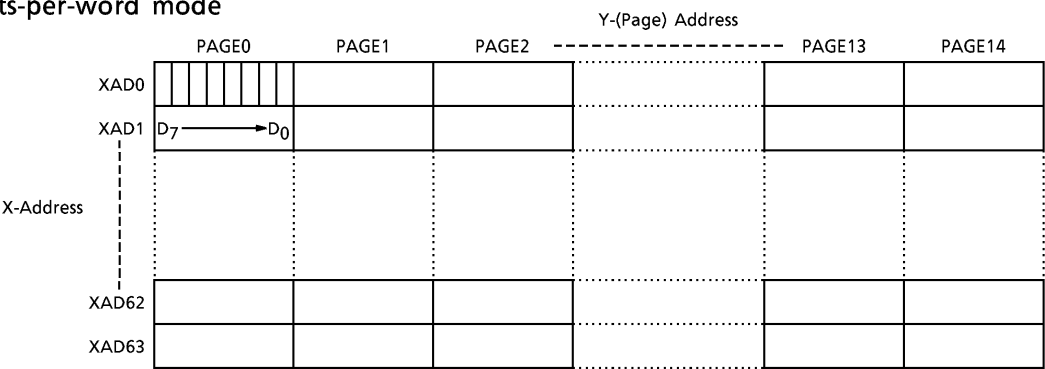 ts-per-word mode
Y-(Page) Address
PAGE0 PAGE1 PAGE2 PAGE13 PAGE14
XAD0
XAD1 D7 D0
X-Address
XAD62
XAD63